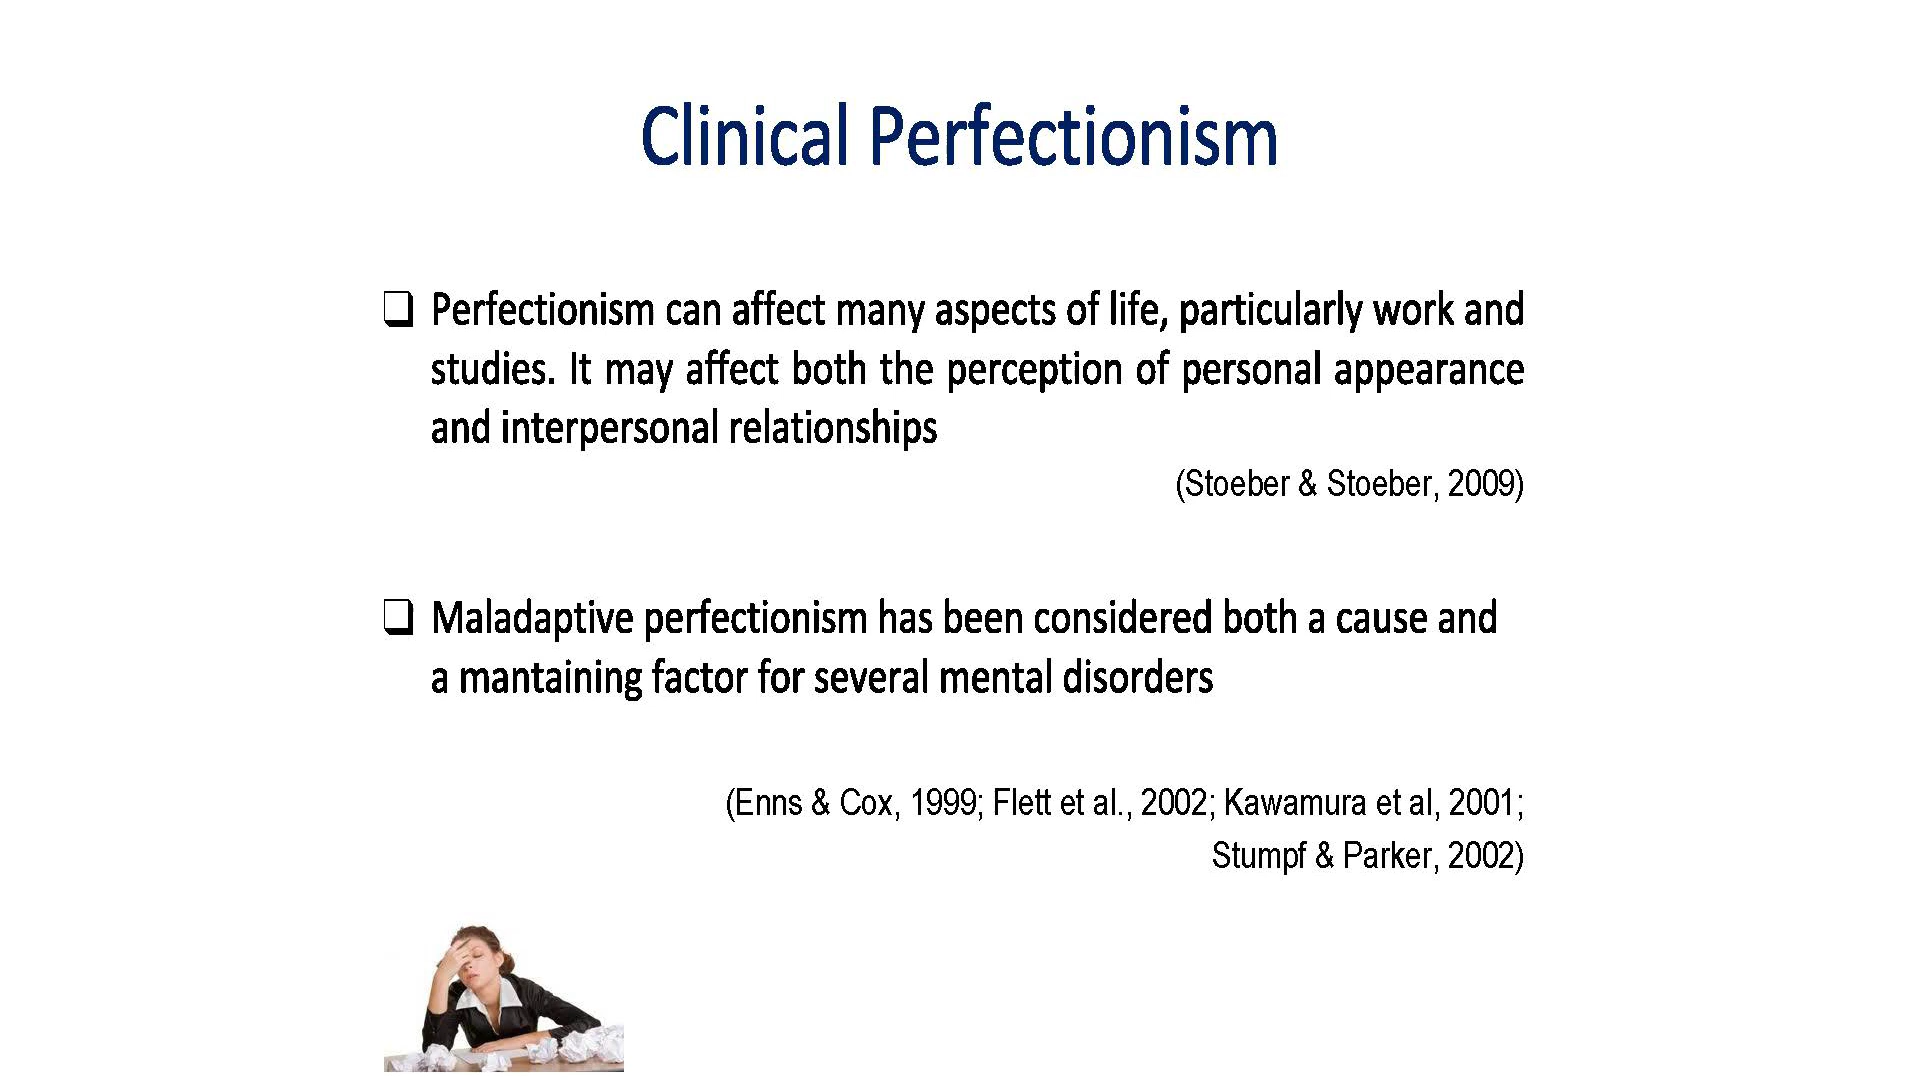 Clinical Perfectionism
❑ Perfectionism can affect many aspects of life, particularly work and
studies. It may affect both the perception of personal appearance
and interpersonal relationships
(Stoeber & Stoeber, 2009)
❑ Maladaptive perfectionism has been considered both a cause and
a mantaining factor for several mental disorders
(Enns & Cox, 1999; Flett et al., 2002; Kawamura et al, 2001;
Stumpf & Parker, 2002)